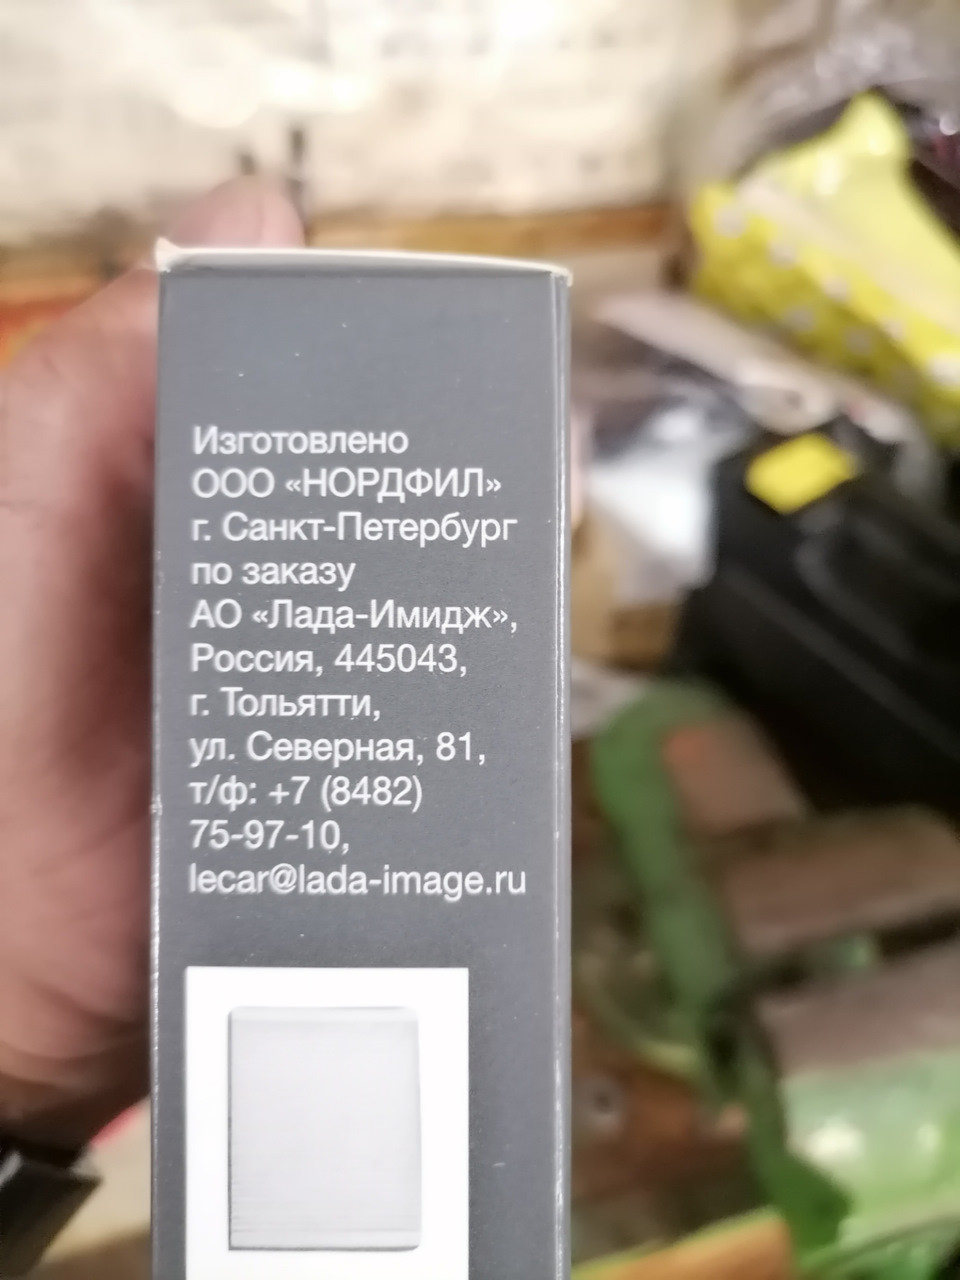 Изготовлено
ООО «НОРДФИЛ»
г. Санкт-Петербург
по заказу
АО «Лада-Имидж»,
Россия, 445043,
г. Тольятти,
ул. Северная, 81,
т/ф: +7 (8482)
75-97-10,
lecar@lada-image.ru